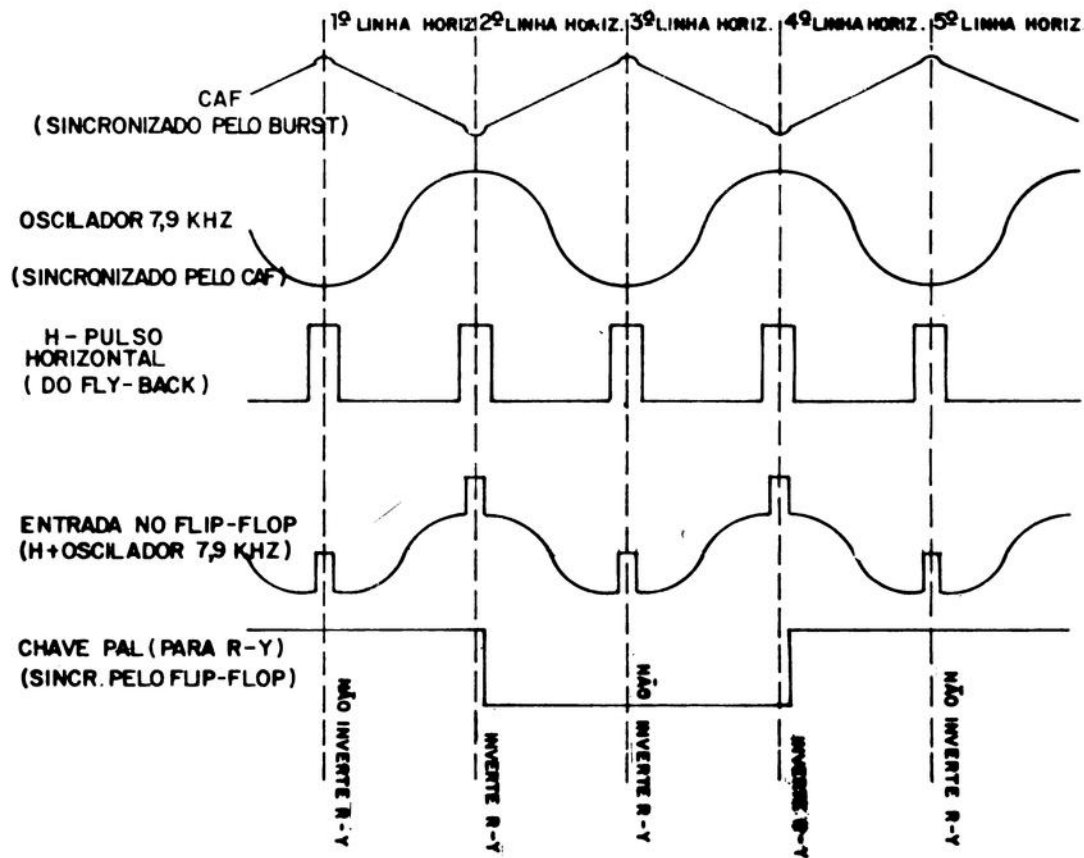 1º LINHA HORIZ. 2º LINHA HORIZ. 3º LINHA HORIZ. 4º LINHA HORIZ. 5º LINHA HORIZ.
CAF
(SINCRONIZADO PELO BURST)
OSCILADOR 7,9 KHZ
(SINCRONIZADO PELO CAF)
H - PULSO
HORIZONTAL
( DO FLY-BACK)
ENTRADA NO FLIP-FLOP
(H+OSCILADOR 7,9 KHZ)
CHAVE PAL (PARA R-Y)
(SINCR. PELO FLIP-FLOP)
NÃO INVERTE R-Y
INVERTE R-Y
NÃO INVERTE R-Y
INVERTE R-Y
NÃO INVERTE R-Y